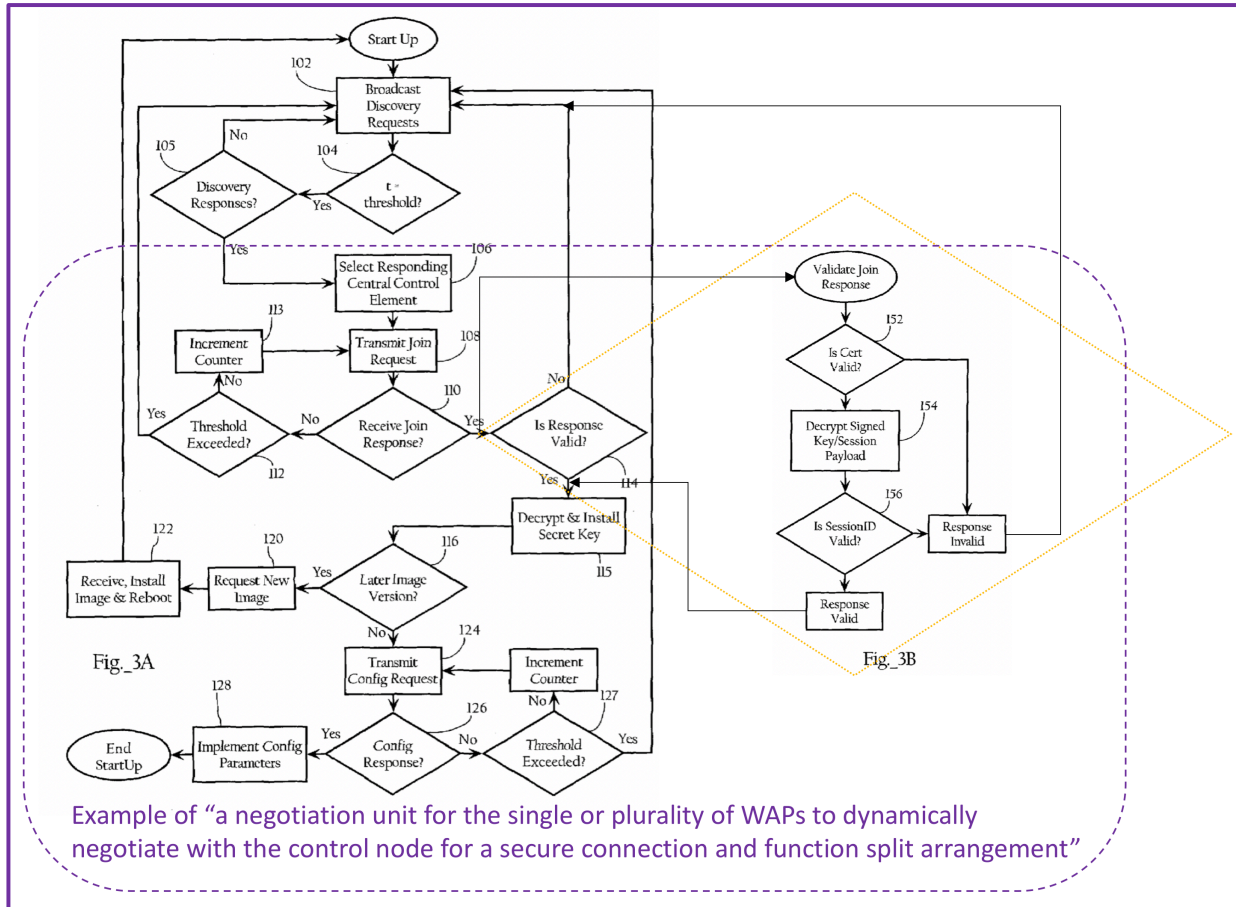 Start Up
102
Broadcast
Discovery
Requests
No
105
104
Discovery
Responses?
Yes
t =
threshold?
Yes
106
Select Responding
Central Control
Element
Validate Join
Response
113
Increment
Counter
Transmit Join
Request
108
152
Is Cert
Valid?
No
110
No
Yes
Threshold
Exceeded?
No
Receive Join
Response?
Yes
Is Response
Valid?
112
114
Decrypt Signed
Key/Session
Payload
154
Yes
156
Decrypt & Install
Secret Key
115
Is SessionID
Valid?
Response
Invalid
122
120
116
Receive, Install
Image & Reboot
Request New
Image
Yes
Later Image
Version?
Response
Valid
No
124
Fig._3A
Fig._3B
Transmit
Config Request
Increment
Counter
128
126
No
127
End
StartUp
Implement Config
Parameters
Yes
Config
Response?
No
Threshold
Exceeded?
Yes
Example of “a negotiation unit for the single or plurality of WAPs to dynamically
negotiate with the control node for a secure connection and function split arrangement”